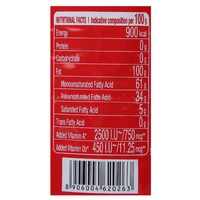 NUTRITIONAL FACTS | Indicative composition per 100g
Energy 900 kcal
Protein 0 g
Carbohydrate 0 g
Fat 100 g
Monounsaturated Fatty Acid 61 g
Polyunsaturated Fatty Acid 34 g
Saturated Fatty Acid 5 g
Trans Fatty Acid 0 g
Added Vitamin A* 2500 I.U~/750 mcg**
Added Vitamin D₂* 450 I.U~/11.25 mcg**
8 906004 620263